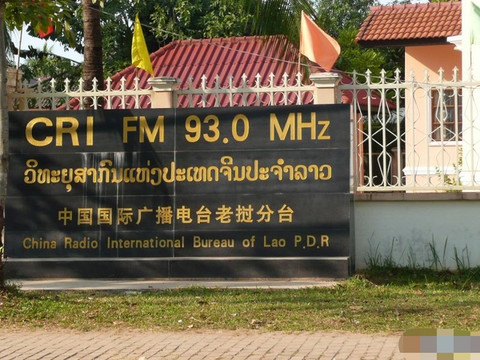 CRI FM 93.0 MHz
ວິທະຍຸສາກົນແຫ່ງປະເທດຈີນປະຈຳລາວ
中国国际广播电台老挝分台
China Radio International Bureau of Lao P.D.R